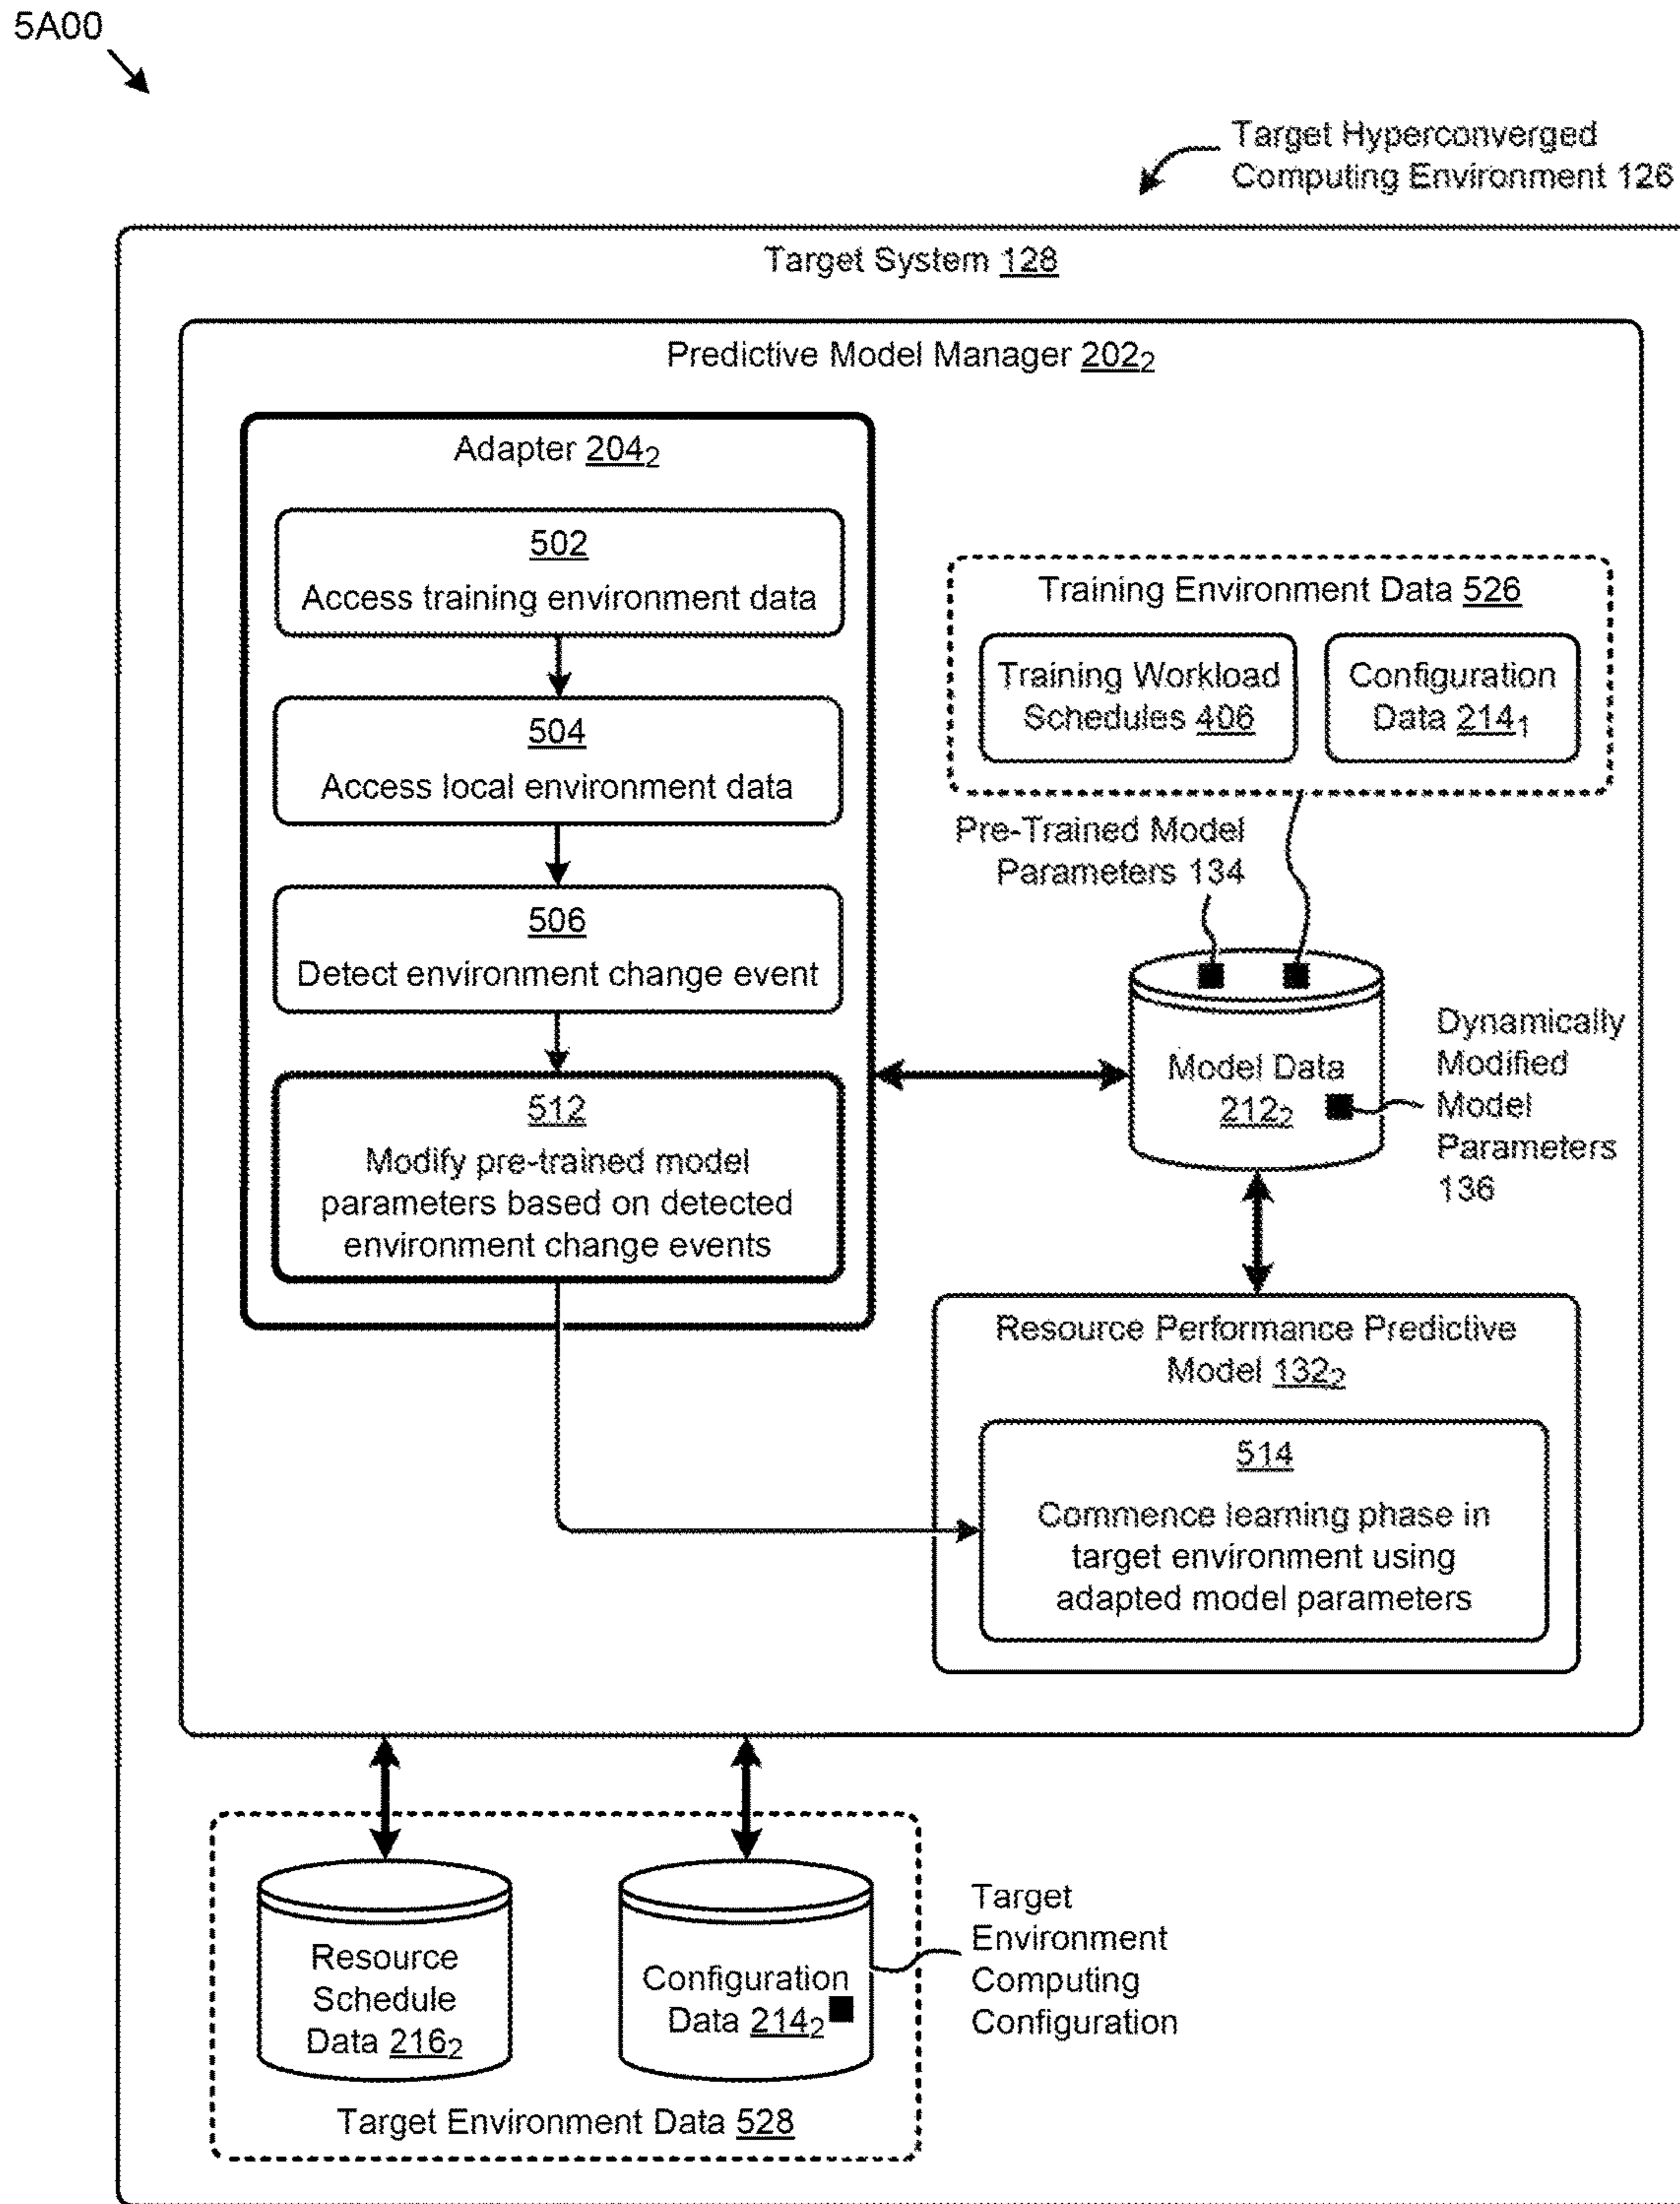 5A00
Target Hyperconverged
Computing Environment 126
Target System 128
Predictive Model Manager 202₂
Adapter 204₂
502
Access training environment data
504
Access local environment data
506
Detect environment change event
512
Modify pre-trained model
parameters based on detected
environment change events
Training Environment Data 526
Training Workload
Schedules 406
Configuration
Data 214₁
Pre-Trained Model
Parameters 134
Model Data
212₂
Dynamically
Modified
Model
Parameters
136
Resource Performance Predictive
Model 132₂
514
Commence learning phase in
target environment using
adapted model parameters
Resource
Schedule
Data 216₂
Configuration
Data 214₂
Target
Environment
Computing
Configuration
Target Environment Data 528